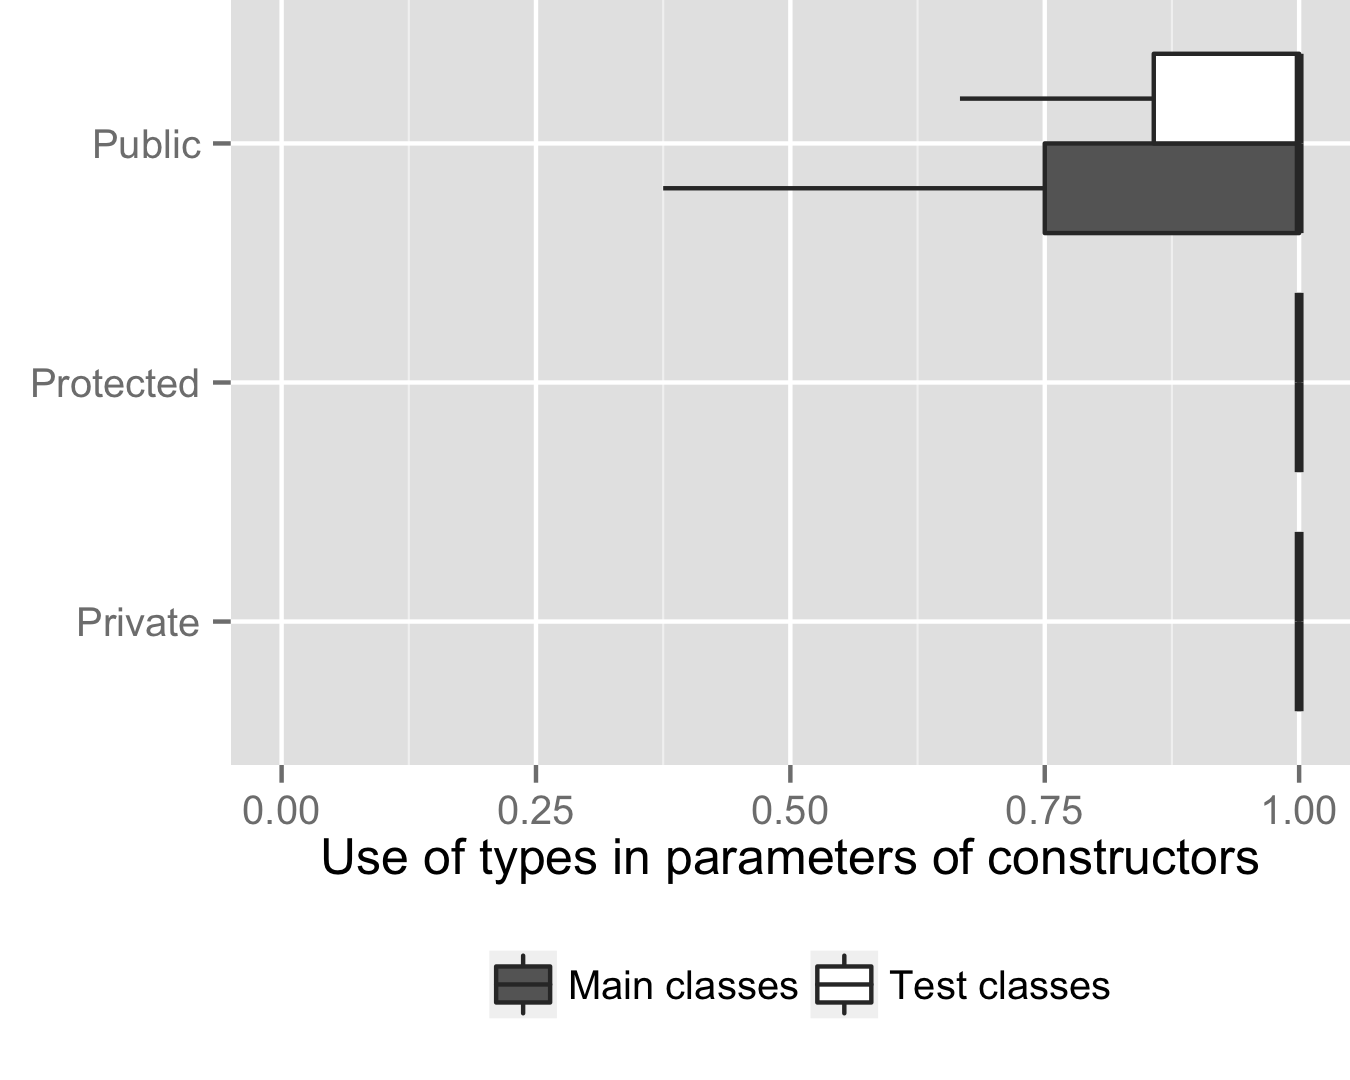 Public
Protected
Private
0.00 0.25 0.50 0.75 1.00
Use of types in parameters of constructors
Main classes Test classes